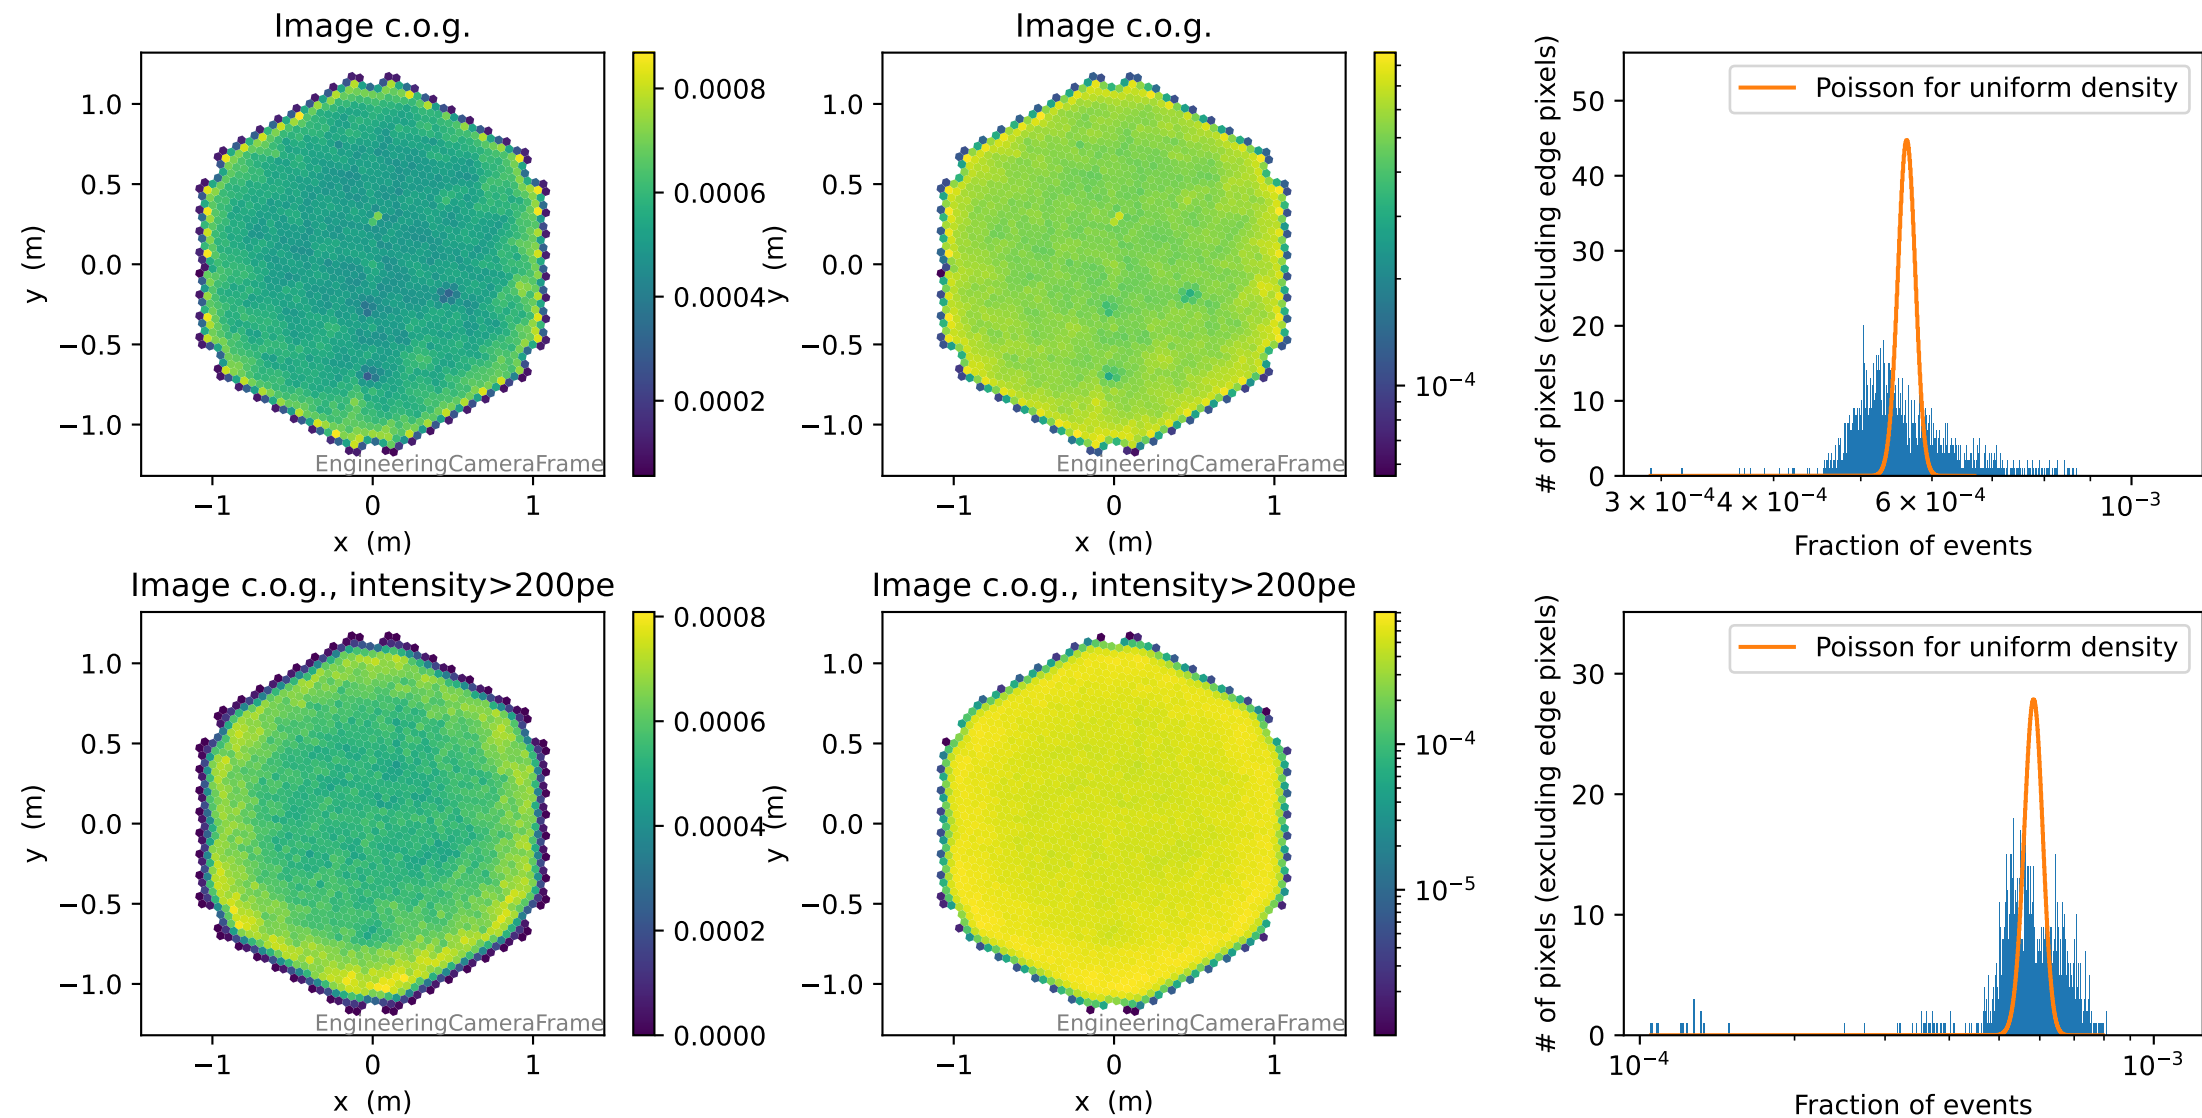 Image c.o.g.
1.0
0.5
0.0
−0.5
−1.0
y (m)
−1
0
1
x (m)
EngineeringCameraFrame
0.0008
0.0006
0.0004
0.0002
Image c.o.g.
1.0
0.5
0.0
−0.5
−1.0
y (m)
−1
0
1
x (m)
EngineeringCameraFrame
10⁻⁴
Poisson for uniform density
50
40
30
20
10
0
# of pixels (excluding edge pixels)
3 × 10⁻⁴
4 × 10⁻⁴
6 × 10⁻⁴
10⁻³
Fraction of events
Image c.o.g., intensity>200pe
1.0
0.5
0.0
−0.5
−1.0
y (m)
−1
0
1
x (m)
EngineeringCameraFrame
0.0008
0.0006
0.0004
0.0002
0.0000
Image c.o.g., intensity>200pe
1.0
0.5
0.0
−0.5
−1.0
y (m)
−1
0
1
x (m)
EngineeringCameraFrame
10⁻⁴
10⁻⁵
Poisson for uniform density
30
20
10
0
# of pixels (excluding edge pixels)
10⁻⁴
10⁻³
Fraction of events